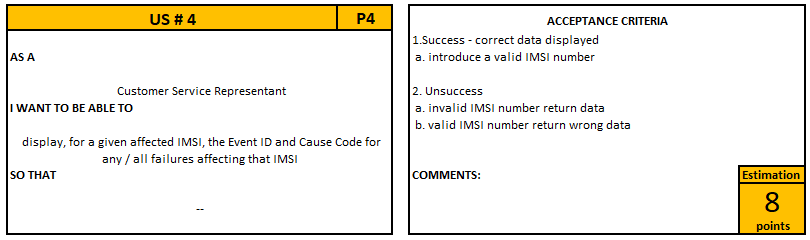 US # 4
P4
AS A
Customer Service Representant
I WANT TO BE ABLE TO
display, for a given affected IMSI, the Event ID and Cause Code for
any / all failures affecting that IMSI
SO THAT
--
ACCEPTANCE CRITERIA
1.Success - correct data displayed
a. introduce a valid IMSI number
2. Unsuccess
a. invalid IMSI number return data
b. valid IMSI number return wrong data
COMMENTS:
Estimation
8
points